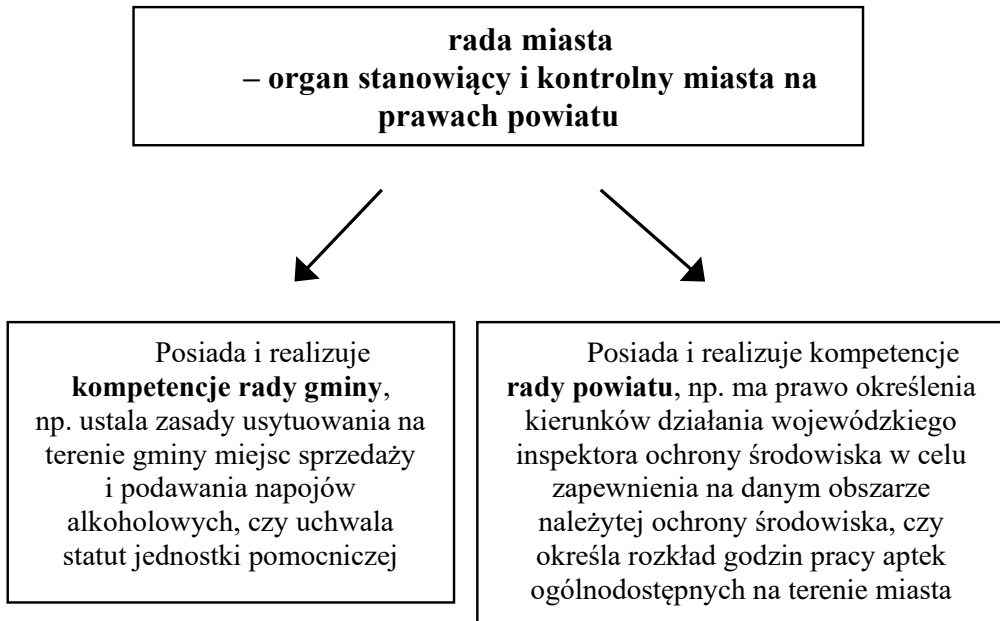 rada miasta
– organ stanowiący i kontrolny miasta na
prawach powiatu
Posiada i realizuje
kompetencje rady gminy,
np. ustala zasady usytuowania na
terenie gminy miejsc sprzedaży
i podawania napojów
alkoholowych, czy uchwala
statut jednostki pomocniczej
Posiada i realizuje kompetencje
rady powiatu, np. ma prawo określenia
kierunków działania wojewódzkiego
inspektora ochrony środowiska w celu
zapewnienia na danym obszarze
należytej ochrony środowiska, czy
określa rozkład godzin pracy aptek
ogólnodostępnych na terenie miasta